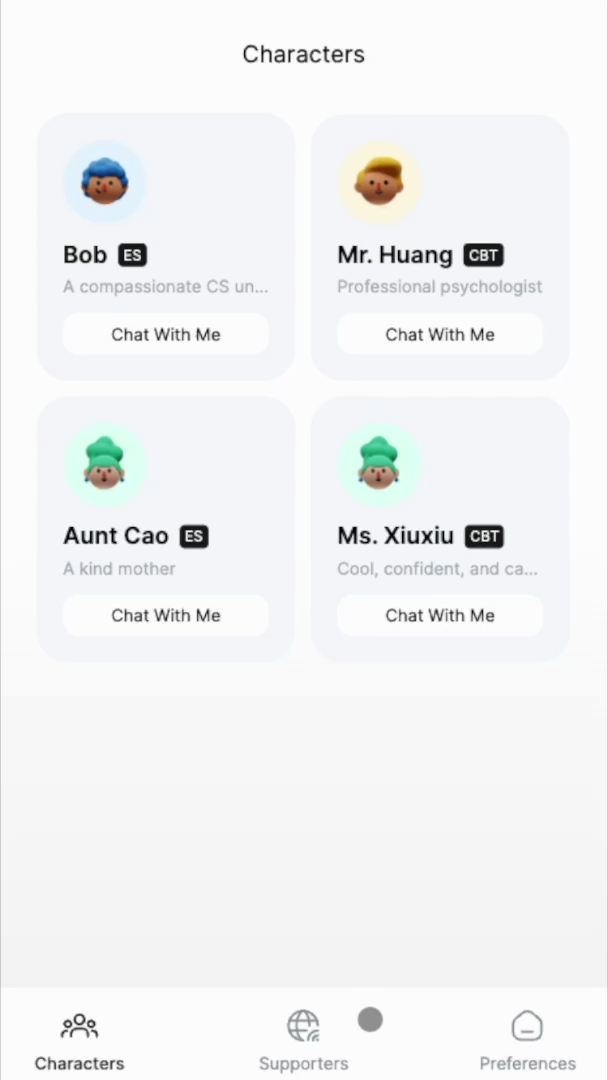 Characters
Bob ES
A compassionate CS un...
Chat With Me
Mr. Huang CBT
Professional psychologist
Chat With Me
Aunt Cao ES
A kind mother
Chat With Me
Ms. Xiuxiu CBT
Cool, confident, and ca...
Chat With Me
Characters
Supporters
Preferences